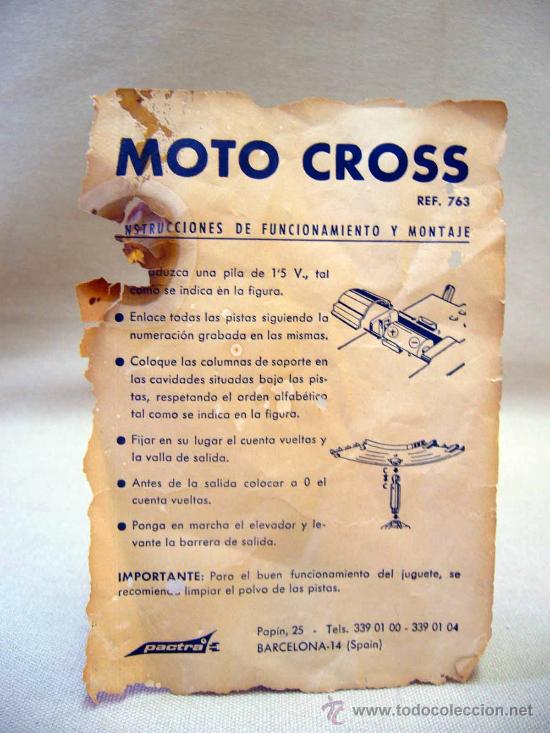 MOTO CROSS
REF. 763
NSTRUCCIONES DE FUNCIONAMIENTO Y MONTAJE
duzca una pila de 1'5 V., tal
como se indica en la figura.
● Enlace todas las pistas siguiendo la
numeración grabada en las mismas.
● Coloque las columnas de soporte en
las cavidades situadas bajo las pis-
tas, respetando el orden alfabético
tal como se indica en la figura.
● Fijar en su lugar el cuenta vueltas y
la valla de salida.
● Antes de la salida colocar a 0 el
cuenta vueltas.
● Ponga en marcha el elevador y le-
vante la barrera de salida.
+ −
C
C
IMPORTANTE: Para el buen funcionamiento del juguete, se
recomienda limpiar el polvo de las pistas.
pactra
Papín, 25 - Tels. 339 01 00 - 339 01 04
BARCELONA-14 (Spain)
www.todocoleccion.net